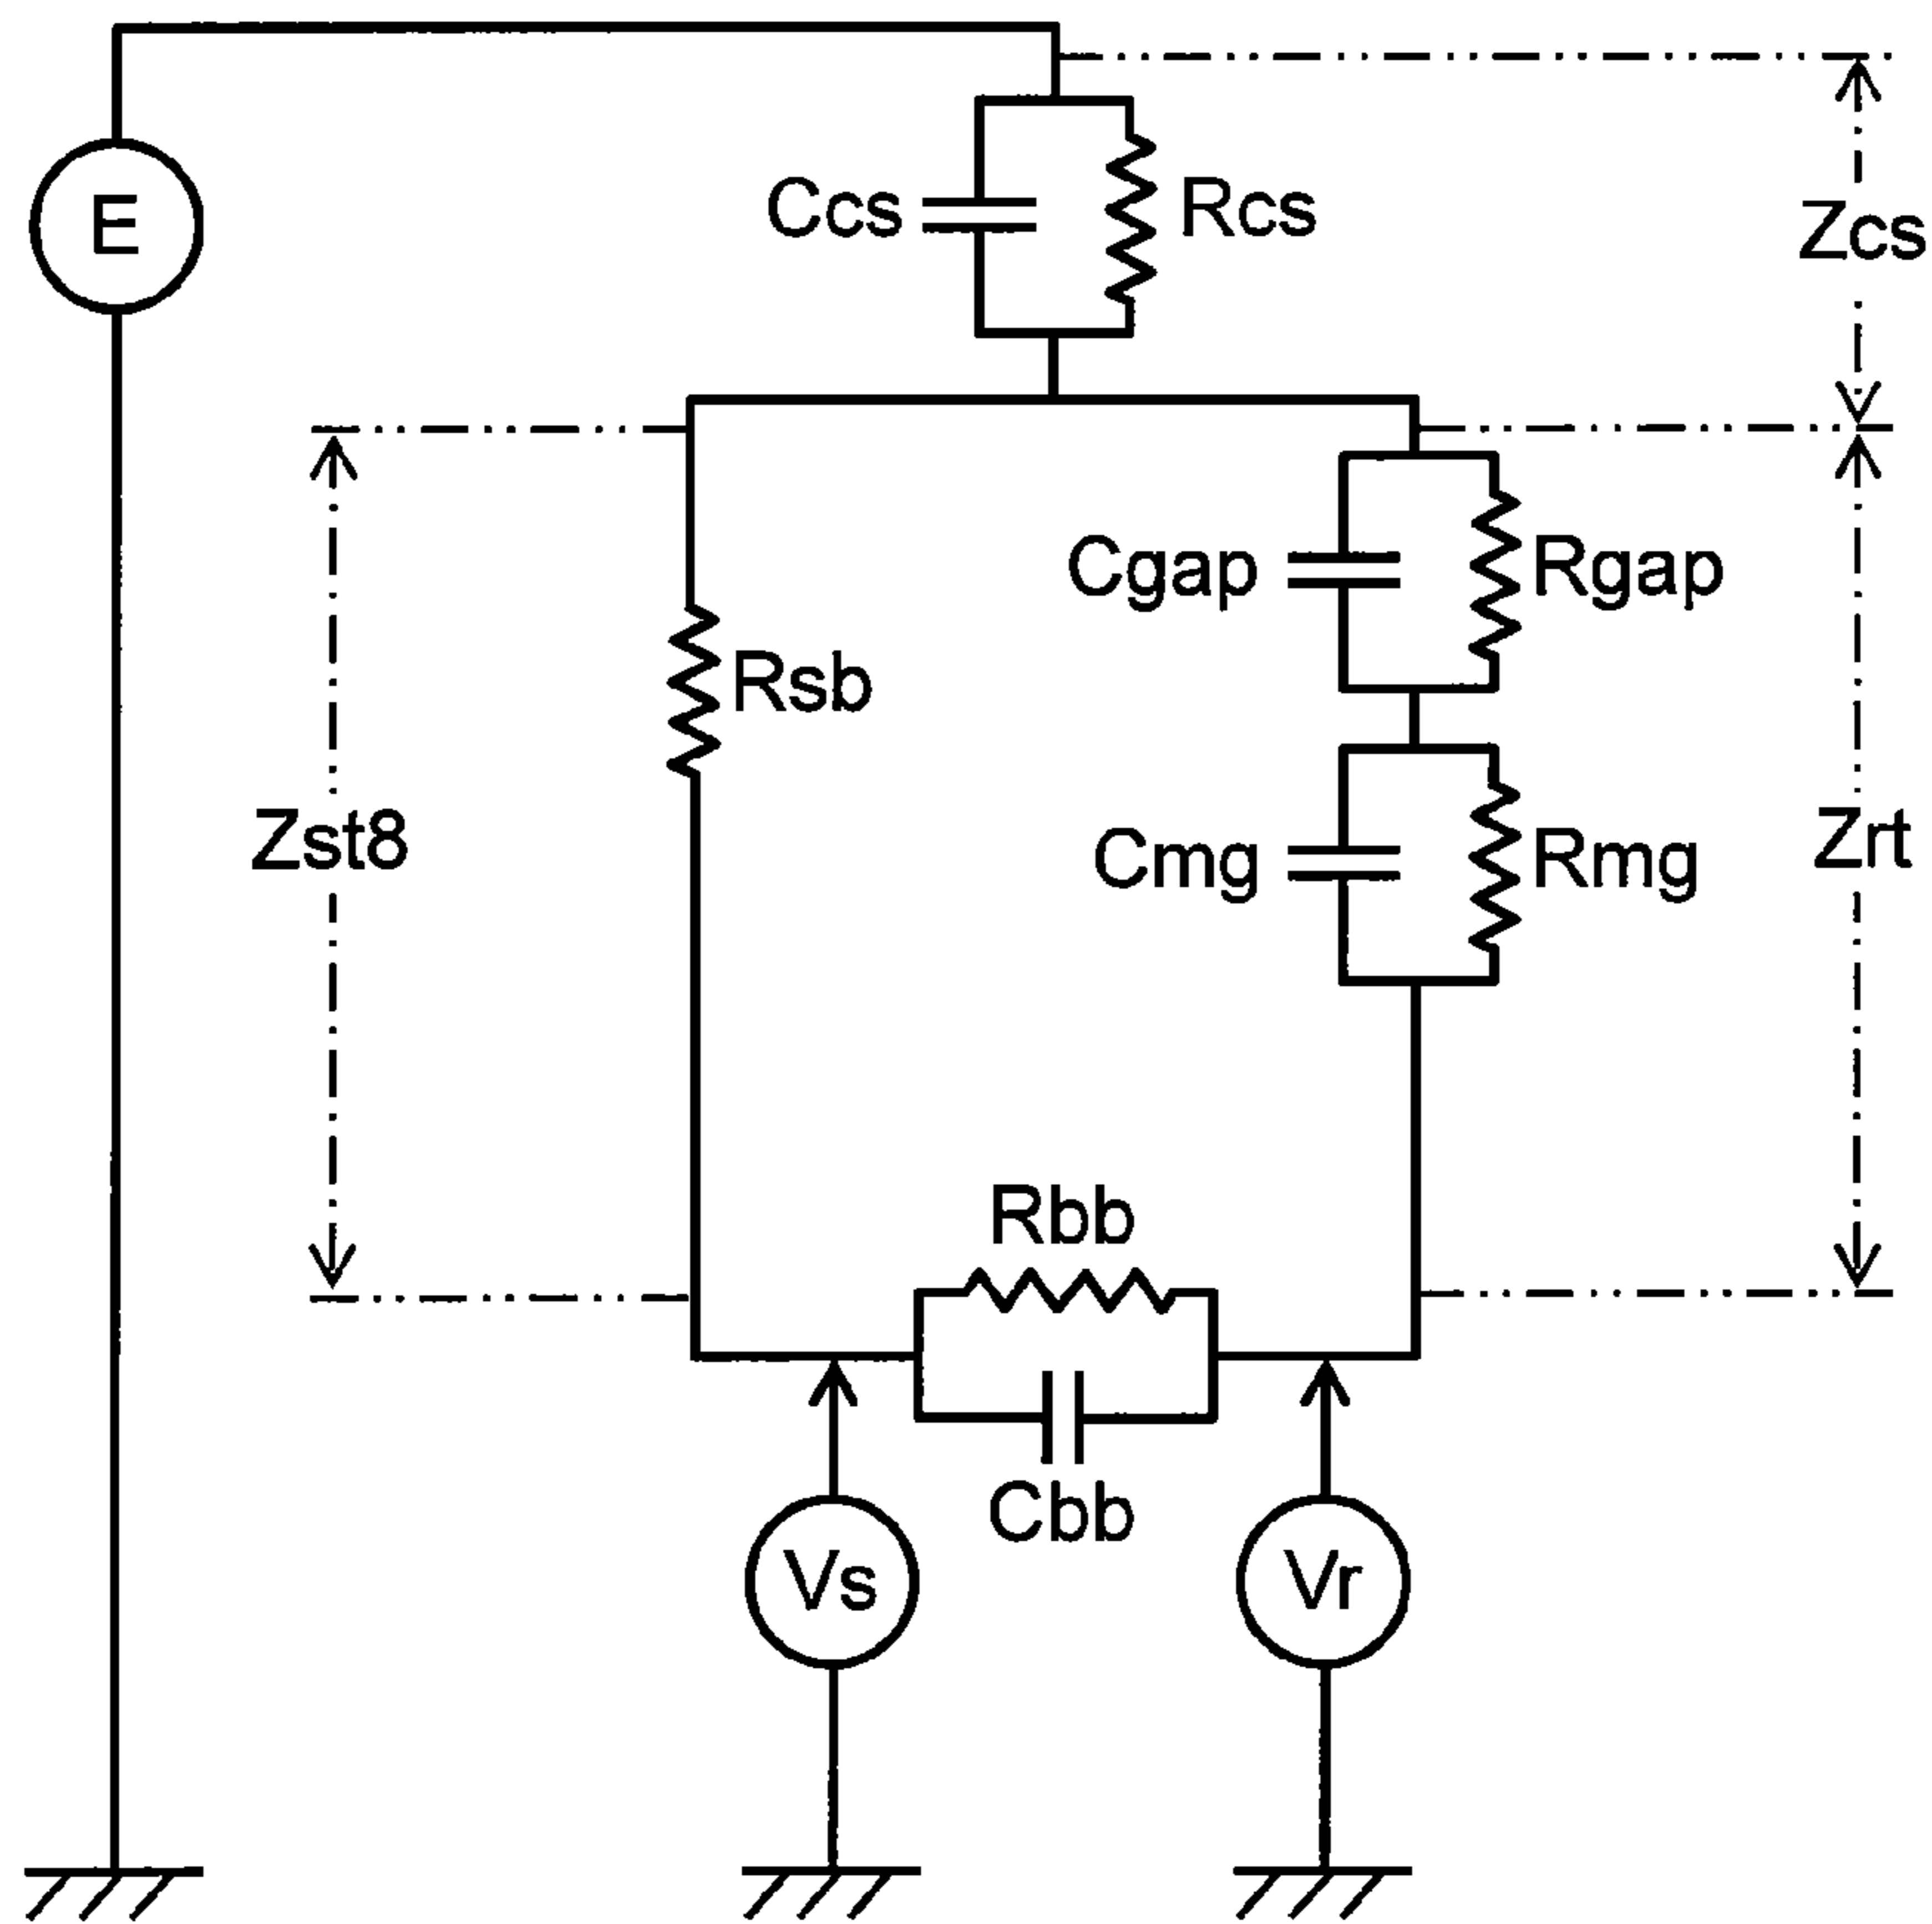 E
Ccs
Rcs
Zcs
Cgap
Rgap
Rsb
Zst8
Cmg
Rmg
Zrt
Rbb
Cbb
Vs
Vr